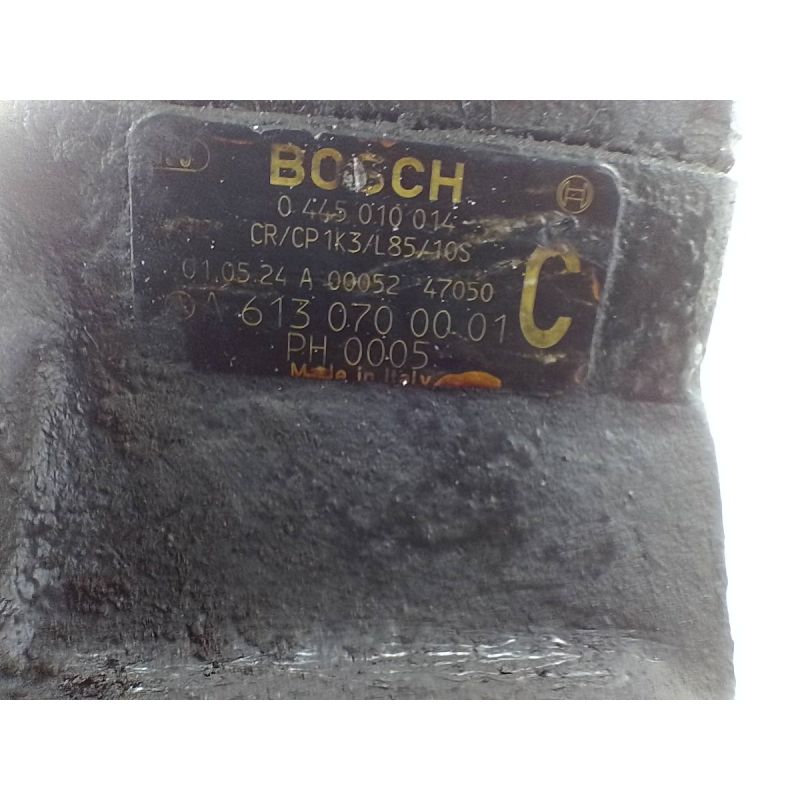 BOSCH
0 445 010 014
CR/CP1K3/L85/10S
01.05.24 A 00052 47050
A 613 070 00 01 C
PH 0005
Made in Italy